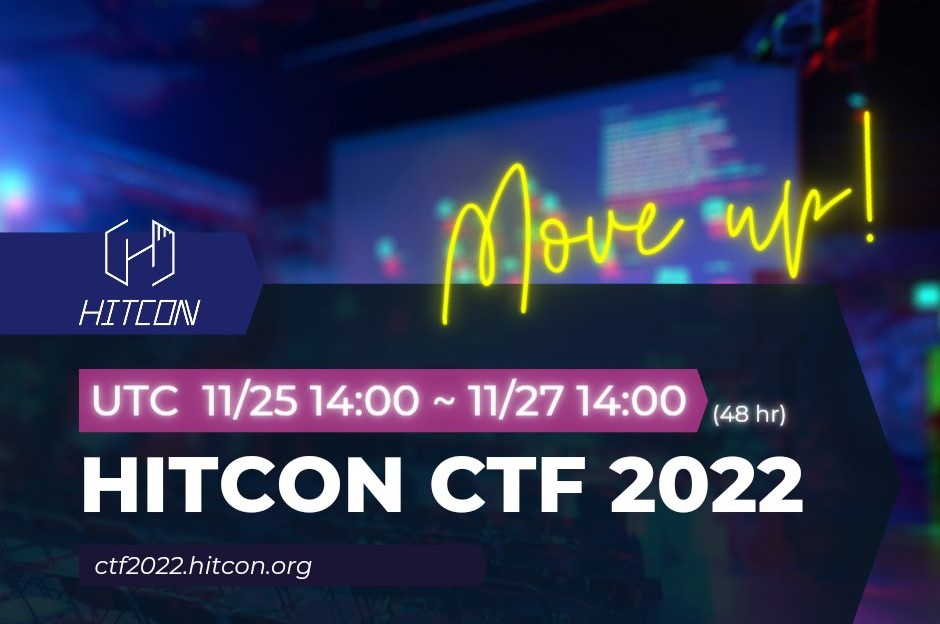 Move up!
HITCON
UTC 11/25 14:00 ~ 11/27 14:00 (48 hr)
HITCON CTF 2022
ctf2022.hitcon.org